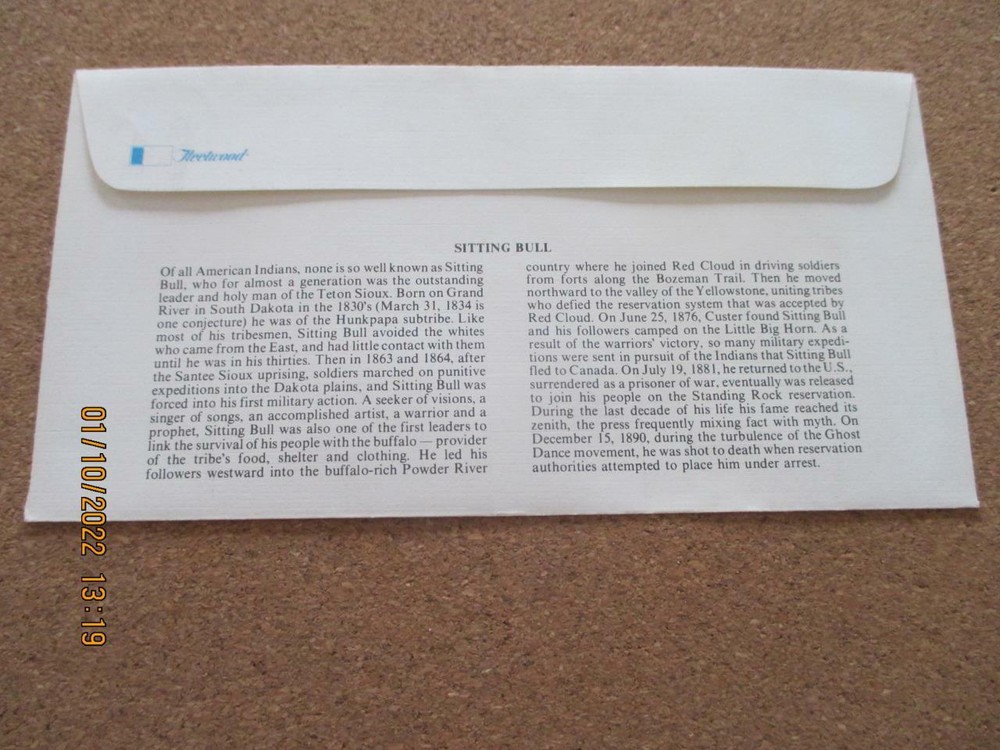 Fleetwood
SITTING BULL
Of all American Indians, none is so well known as Sitting
Bull, who for almost a generation was the outstanding
leader and holy man of the Teton Sioux. Born on Grand
River in South Dakota in the 1830's (March 31, 1834 is
one conjecture) he was of the Hunkpapa subtribe. Like
most of his tribesmen, Sitting Bull avoided the whites
who came from the East, and had little contact with them
until he was in his thirties. Then in 1863 and 1864, after
the Santee Sioux uprising, soldiers marched on punitive
expeditions into the Dakota plains, and Sitting Bull was
forced into his first military action. A seeker of visions, a
singer of songs, an accomplished artist, a warrior and a
prophet, Sitting Bull was also one of the first leaders to
link the survival of his people with the buffalo — provider
of the tribe's food, shelter and clothing. He led his
followers westward into the buffalo-rich Powder River
country where he joined Red Cloud in driving soldiers
from forts along the Bozeman Trail. Then he moved
northward to the valley of the Yellowstone, uniting tribes
who defied the reservation system that was accepted by
Red Cloud. On June 25, 1876, Custer found Sitting Bull
and his followers camped on the Little Big Horn. As a
result of the warriors' victory, so many military expedi-
tions were sent in pursuit of the Indians that Sitting Bull
fled to Canada. On July 19, 1881, he returned to the U.S.,
surrendered as a prisoner of war, eventually was released
to join his people on the Standing Rock reservation.
During the last decade of his life his fame reached its
zenith, the press frequently mixing fact with myth. On
December 15, 1890, during the turbulence of the Ghost
Dance movement, he was shot to death when reservation
authorities attempted to place him under arrest.
01/10/2022 13:19